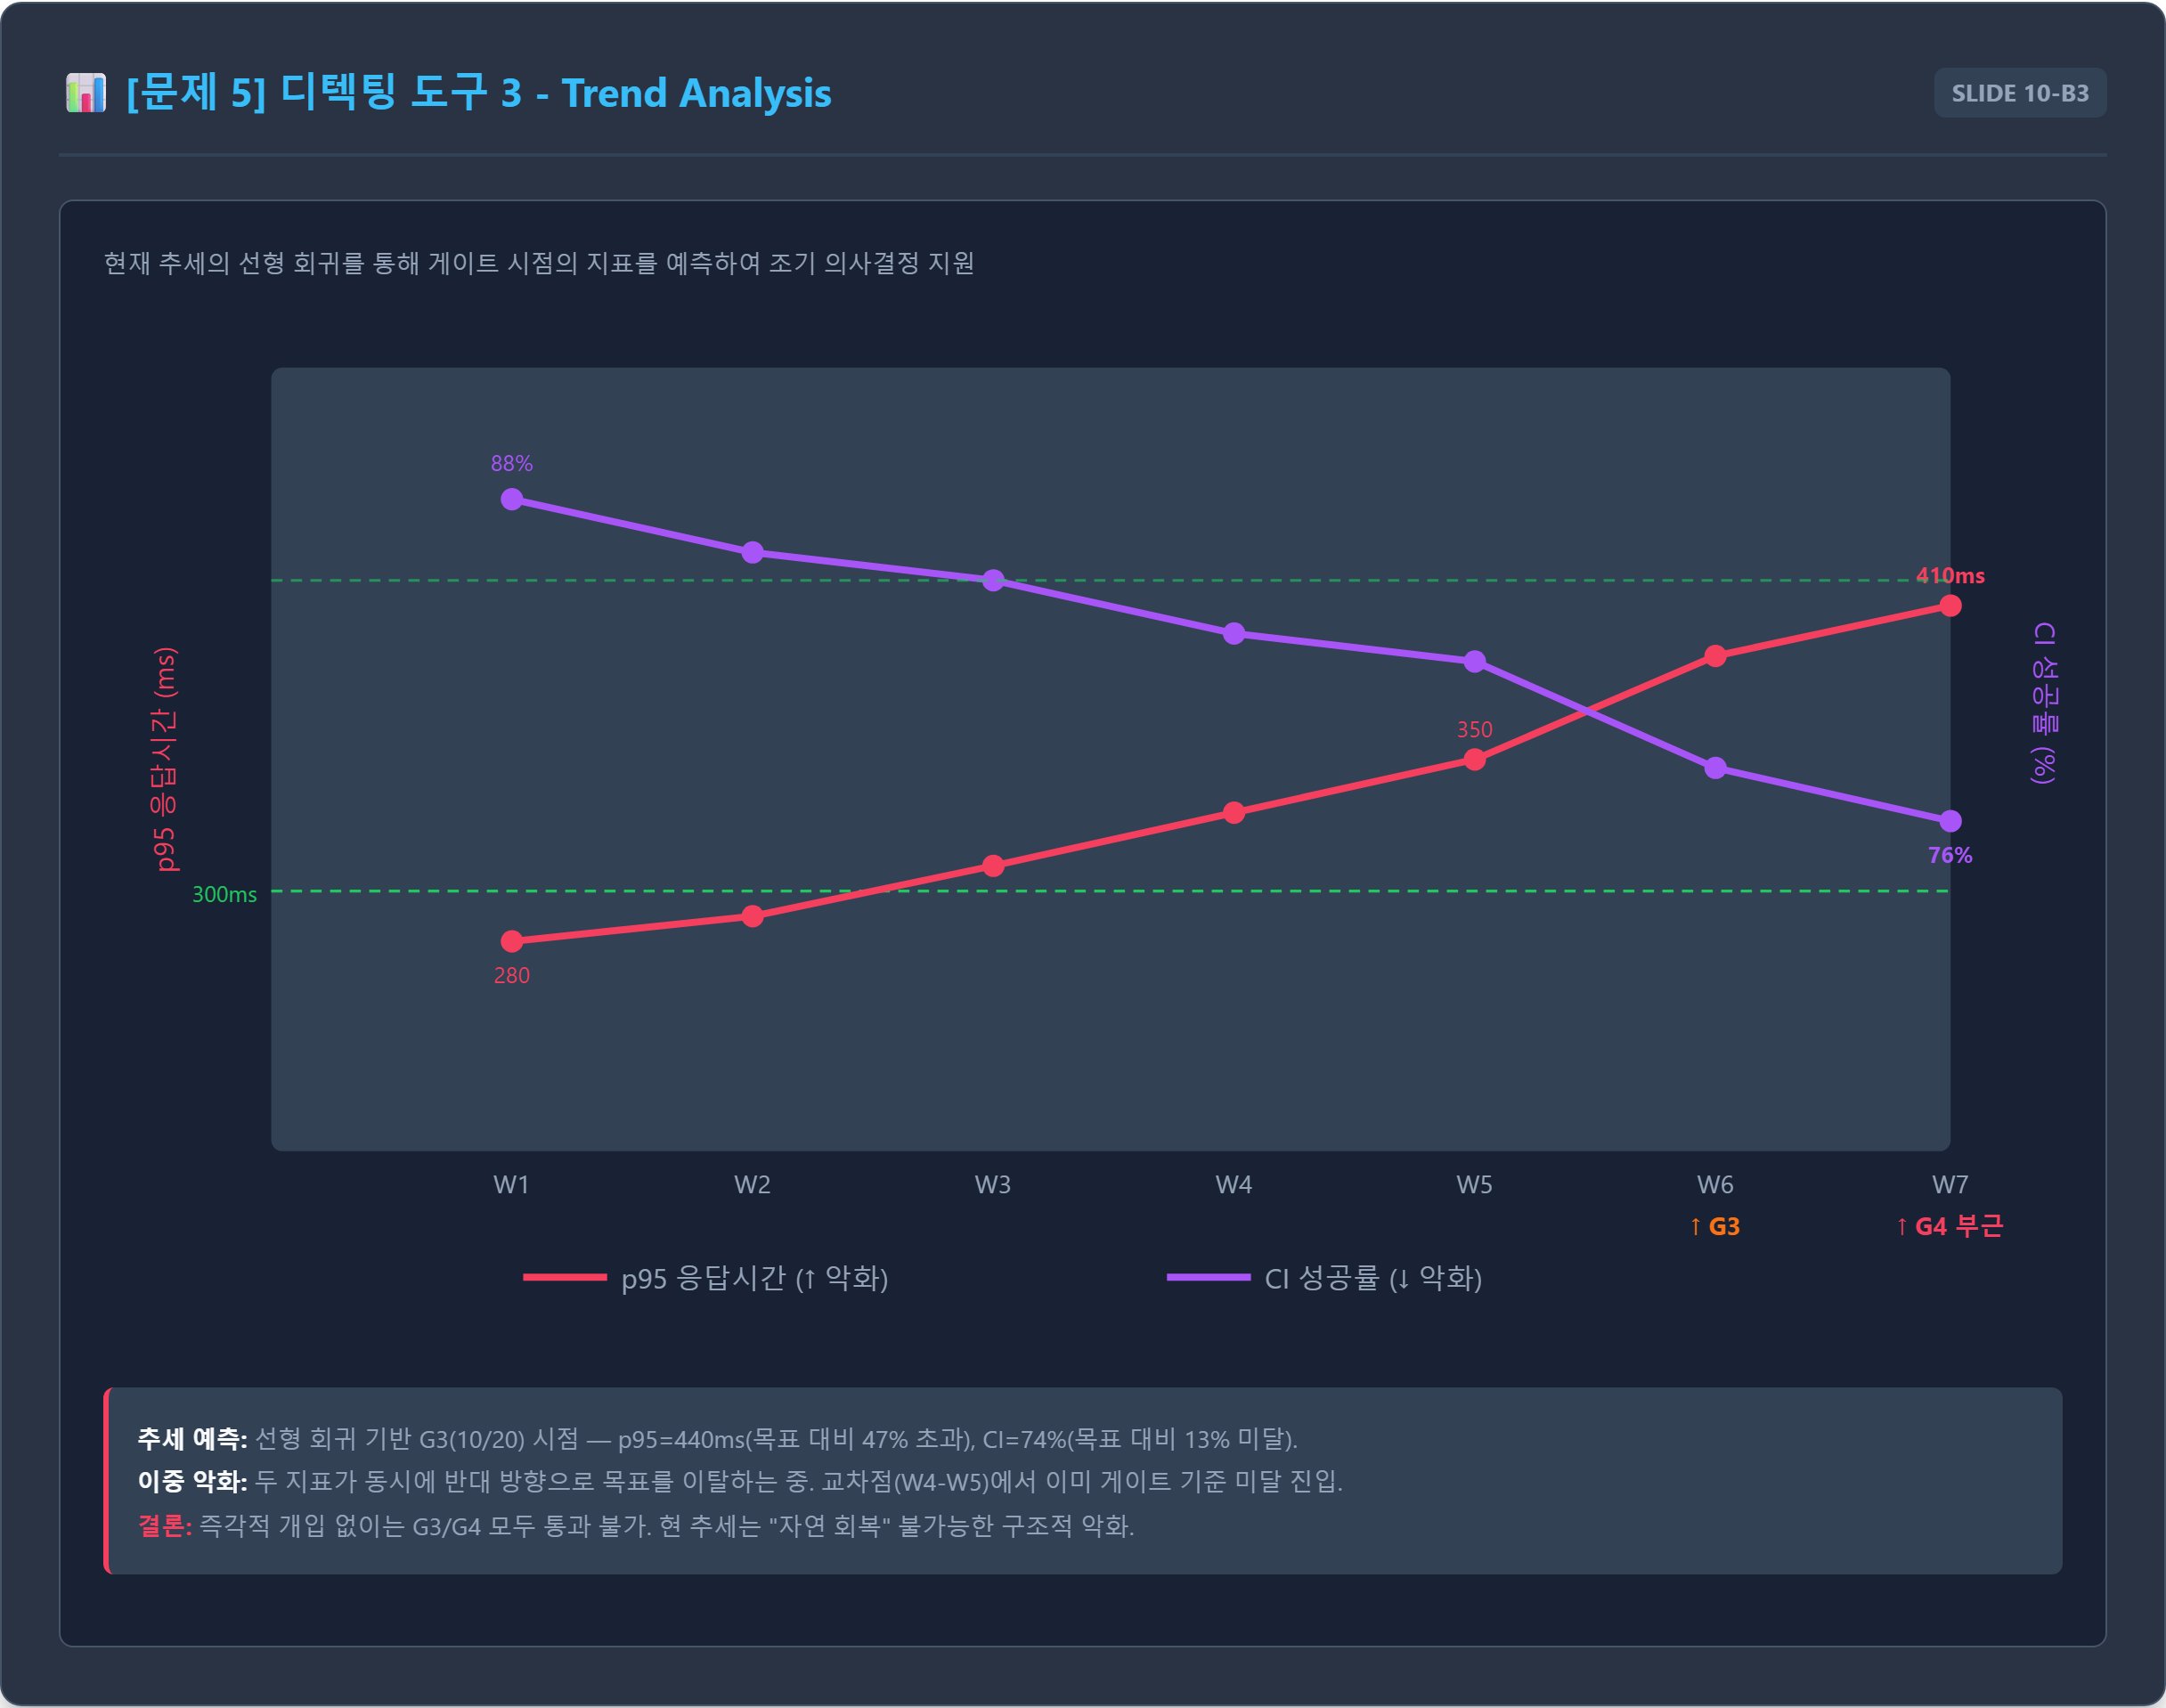 [문제 5] 디텍팅 도구 3 - Trend Analysis
SLIDE 10-B3
현재 추세의 선형 회귀를 통해 게이트 시점의 지표를 예측하여 조기 의사결정 지원
88%
410ms
p95 응답시간 (ms)
CI 성공률 (%)
350
76%
300ms
280
W1
W2
W3
W4
W5
W6
W7
↑ G3
↑ G4 부근
p95 응답시간 (↑ 악화)
CI 성공률 (↓ 악화)
추세 예측: 선형 회귀 기반 G3(10/20) 시점 — p95=440ms(목표 대비 47% 초과), CI=74%(목표 대비 13% 미달).
이중 악화: 두 지표가 동시에 반대 방향으로 목표를 이탈하는 중. 교차점(W4-W5)에서 이미 게이트 기준 미달 진입.
결론: 즉각적 개입 없이는 G3/G4 모두 통과 불가. 현 추세는 "자연 회복" 불가능한 구조적 악화.